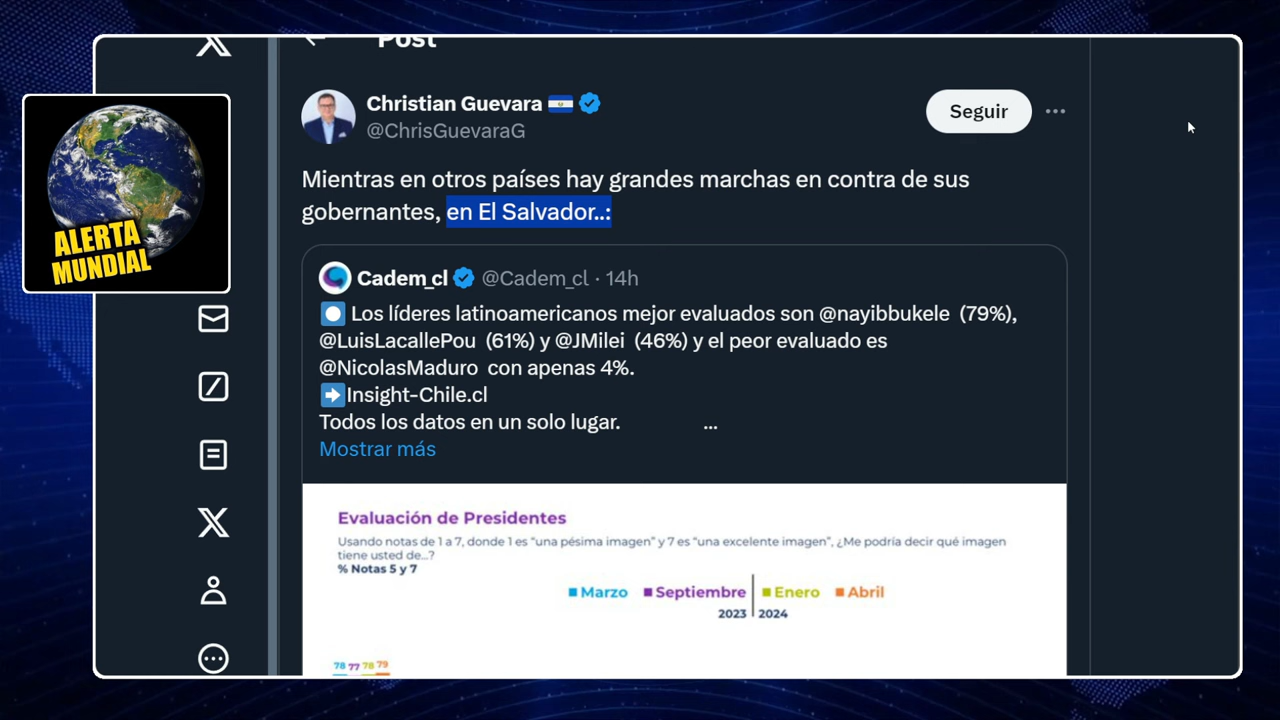 Post
Christian Guevara
@ChrisGuevaraG
Seguir
Mientras en otros países hay grandes marchas en contra de sus
gobernantes, en El Salvador..:
ALERTA
MUNDIAL
Cadem_cl @Cadem_cl · 14h
Los líderes latinoamericanos mejor evaluados son @nayibbukele (79%),
@LuisLacallePou (61%) y @JMilei (46%) y el peor evaluado es
@NicolasMaduro con apenas 4%.
Insight-Chile.cl
Todos los datos en un solo lugar. ...
Mostrar más
Evaluación de Presidentes
Usando notas de 1 a 7, donde 1 es “una pésima imagen” y 7 es “una excelente imagen”, ¿Me podría decir qué imagen
tiene usted de...?
% Notas 5 y 7
Marzo Septiembre Enero Abril
2023 2024
78 77 78 79